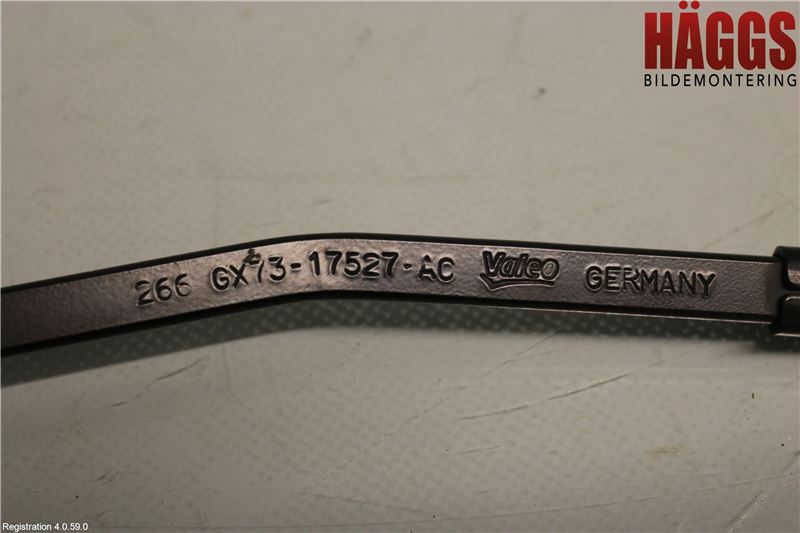 HÄGGS
BILDEMONTERING
266 GX73-17527-AC Valeo GERMANY
Registration 4.0.59.0